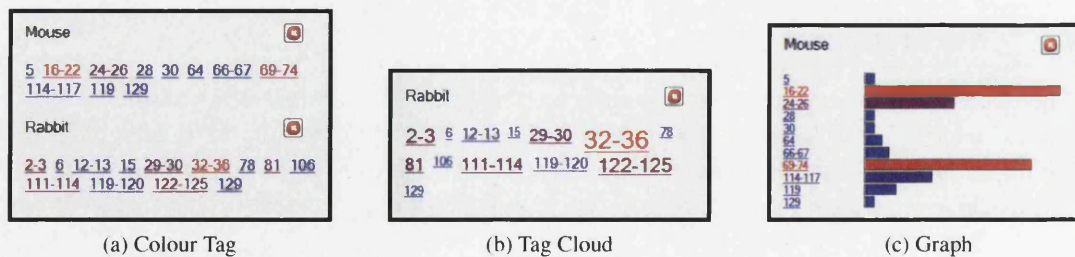 Mouse
5 16-22 24-26 28 30 64 66-67 69-74
114-117 119 129
Rabbit
2-3 6 12-13 15 29-30 32-36 78 81 106
111-114 119-120 122-125 129
(a) Colour Tag
Rabbit
2-3 6 12-13 15 29-30 32-36 78
81 106 111-114 119-120 122-125
129
(b) Tag Cloud
Mouse
5
16-22
24-26
28
30
64
66-67
69-74
114-117
119
129
(c) Graph